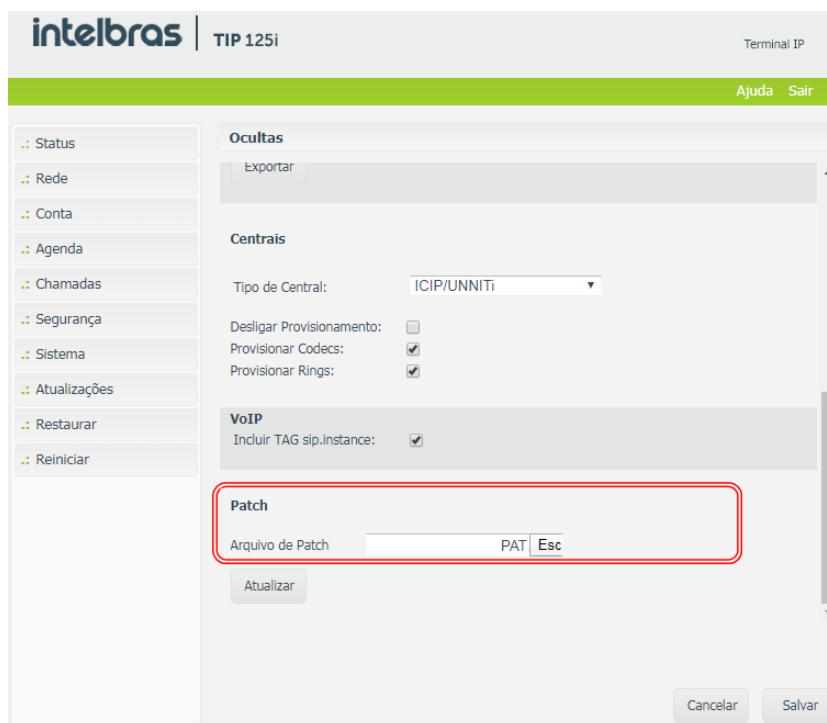 intelbras | TIP 125i
Terminal IP
Ajuda Sair
.: Status
.: Rede
.: Conta
.: Agenda
.: Chamadas
.: Segurança
.: Sistema
.: Atualizações
.: Restaurar
.: Reiniciar
Ocultas
Exportar
Centrais
Tipo de Central: ICIP/UNNITi
Desligar Provisionamento:
Provisionar Codecs:
Provisionar Rings:
VoIP
Incluir TAG sip.instance:
Patch
Arquivo de Patch PAT Esc
Atualizar
Cancelar Salvar